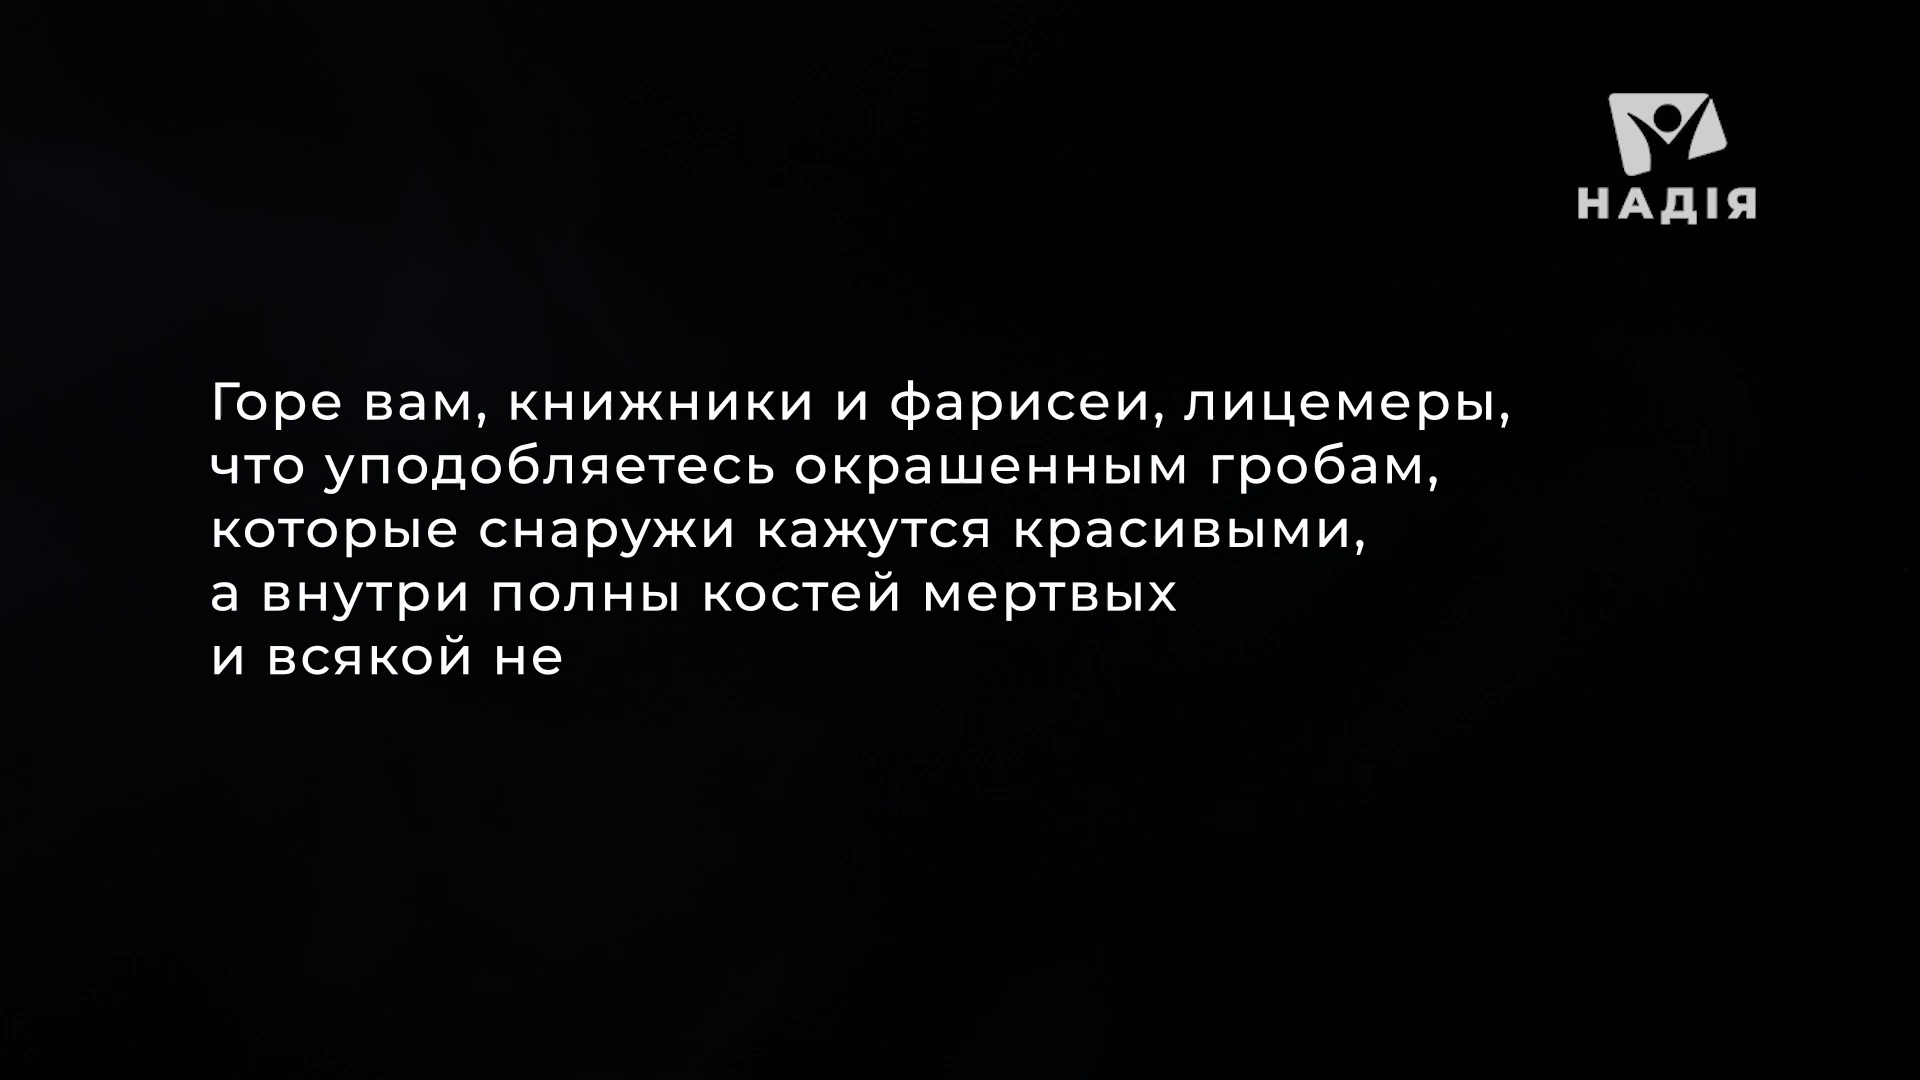 НАДІЯ
Горе вам, книжники и фарисеи, лицемеры,
что уподобляетесь окрашенным гробам,
которые снаружи кажутся красивыми,
а внутри полны костей мертвых
и всякой не